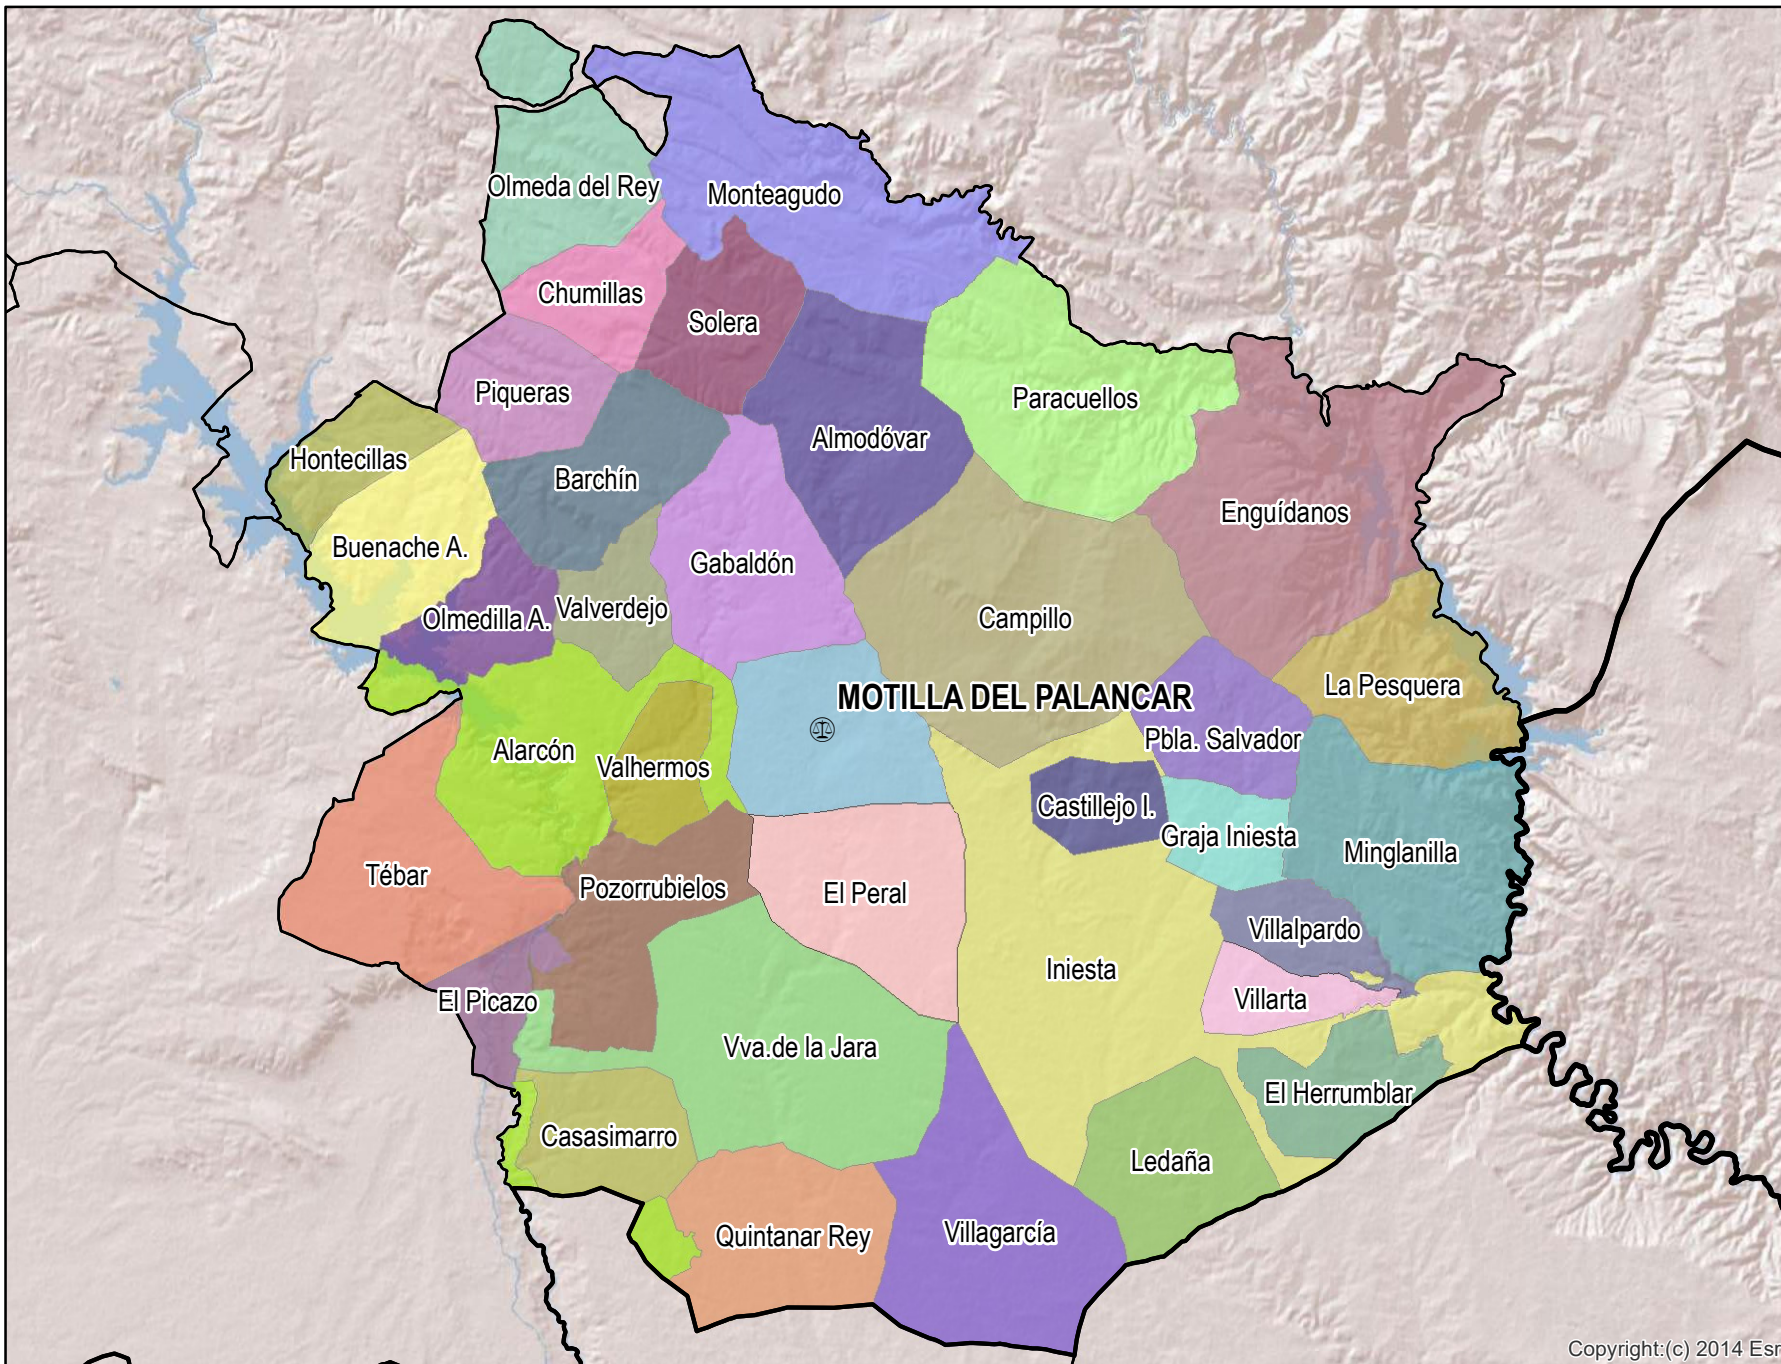 Olmeda del Rey
Monteagudo
Chumillas
Solera
Piqueras
Paracuellos
Almodóvar
Hontecillas
Barchín
Enguídanos
Buenache A.
Gabaldón
Olmedilla A.
Valverdejo
Campillo
La Pesquera
MOTILLA DEL PALANCAR
Pbla. Salvador
Alarcón
Valhermos
Castillejo I.
Graja Iniesta
Minglanilla
Tébar
Pozorrubielos
El Peral
Villalpardo
Iniesta
El Picazo
Villarta
Vva.de la Jara
El Herrumblar
Casasimarro
Ledaña
Quintanar Rey
Villagarcía
Copyright:(c) 2014 Esr